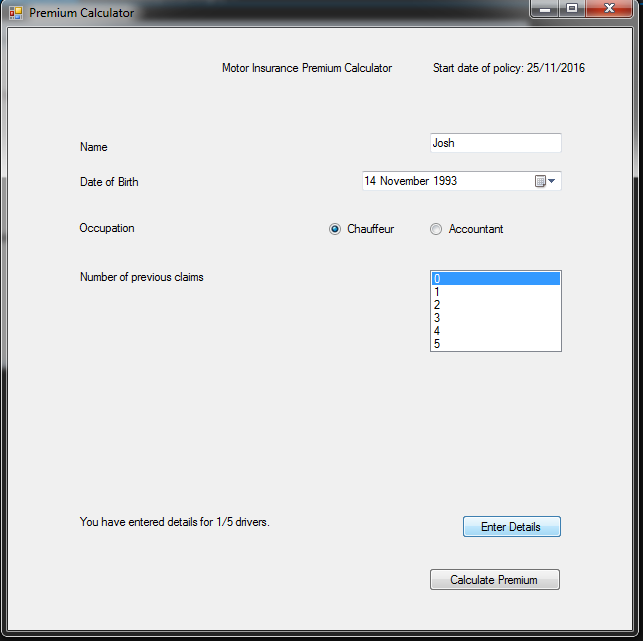 Premium Calculator
Motor Insurance Premium Calculator Start date of policy: 25/11/2016
Name Josh
Date of Birth 14 November 1993
Occupation Chauffeur Accountant
Number of previous claims 0
1
2
3
4
5
You have entered details for 1/5 drivers. Enter Details
Calculate Premium